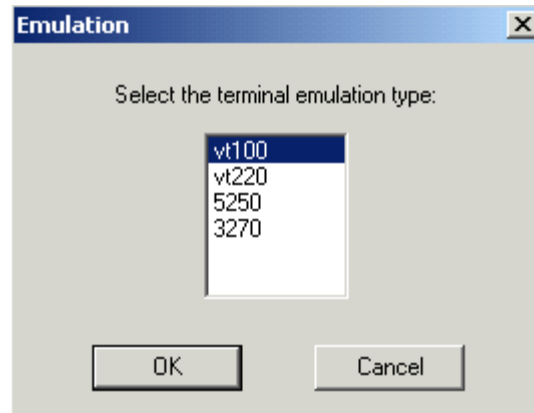 Emulation
Select the terminal emulation type:
vt100
vt220
5250
3270
OK Cancel